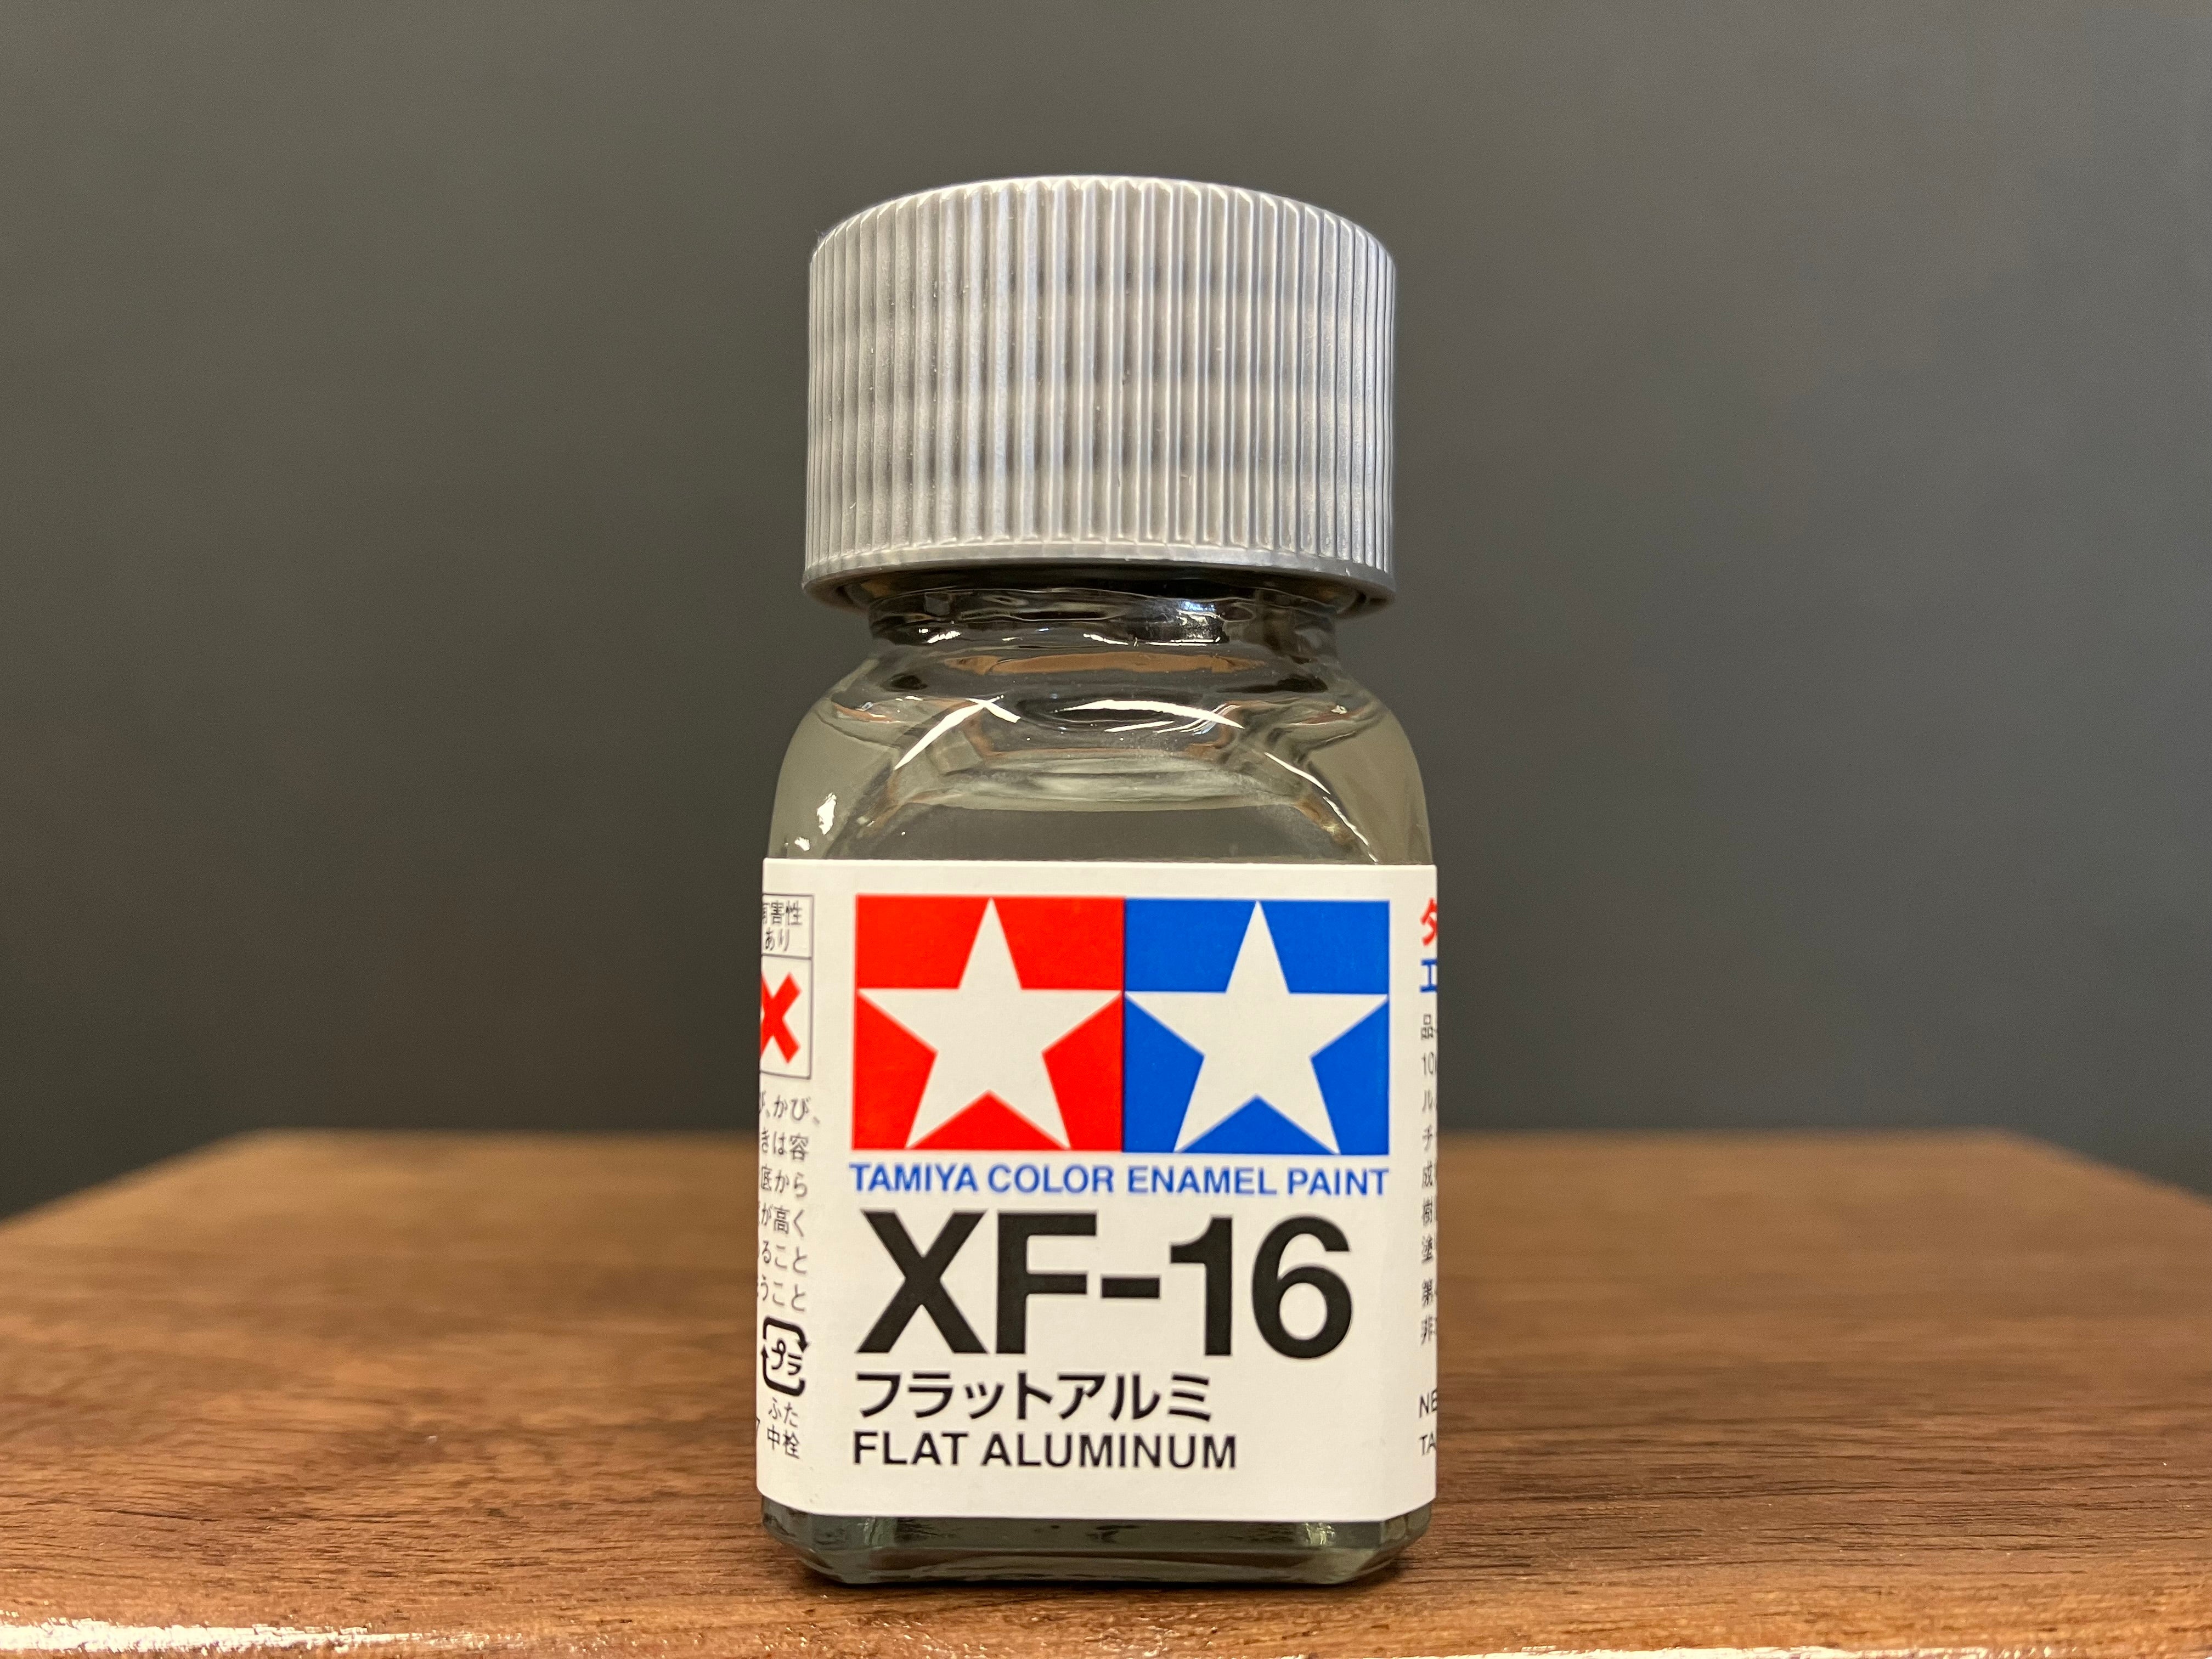 有害性
あり
TAMIYA COLOR ENAMEL PAINT
XF-16
フラットアルミ
FLAT ALUMINUM
かび、
きは容
底から
が高く
ること
うこと
プラ
ふた
中栓